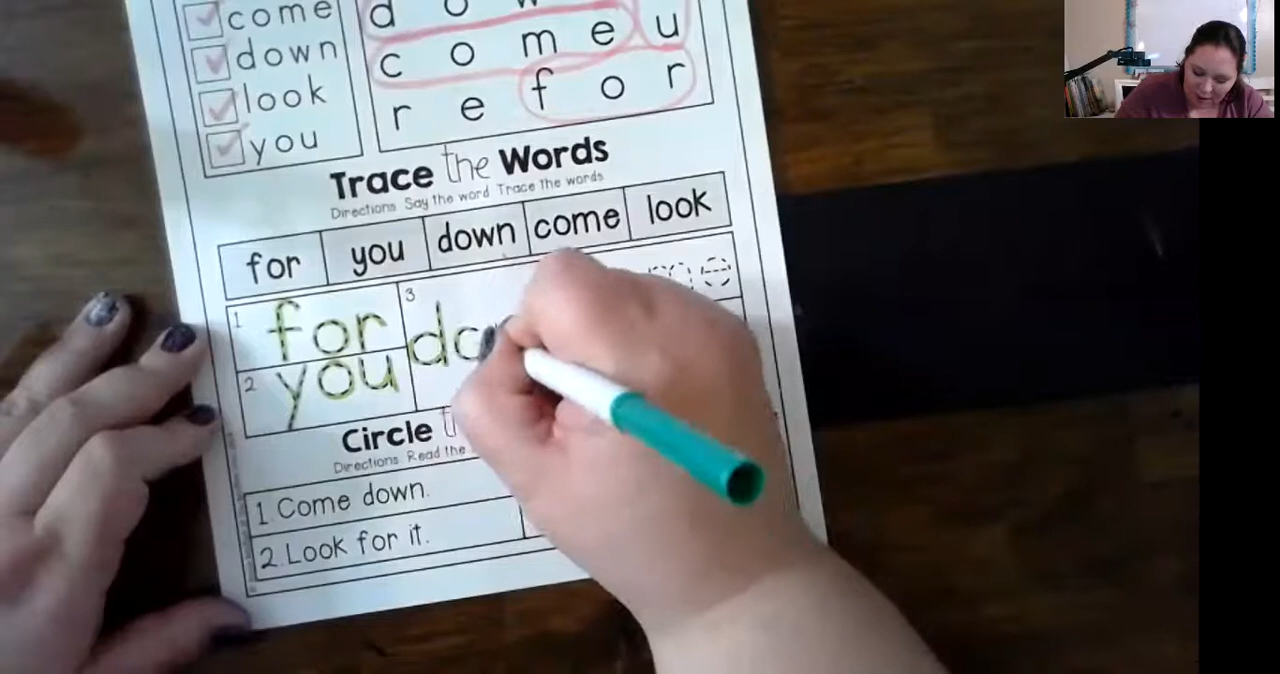 come
down
look
you
d o w
c o m e u
r e f o r
Trace the Words
Directions Say the word Trace the words
for you down come look
1 for
2 you
3
Circle
Directions Read the
1. Come down.
2. Look for it.